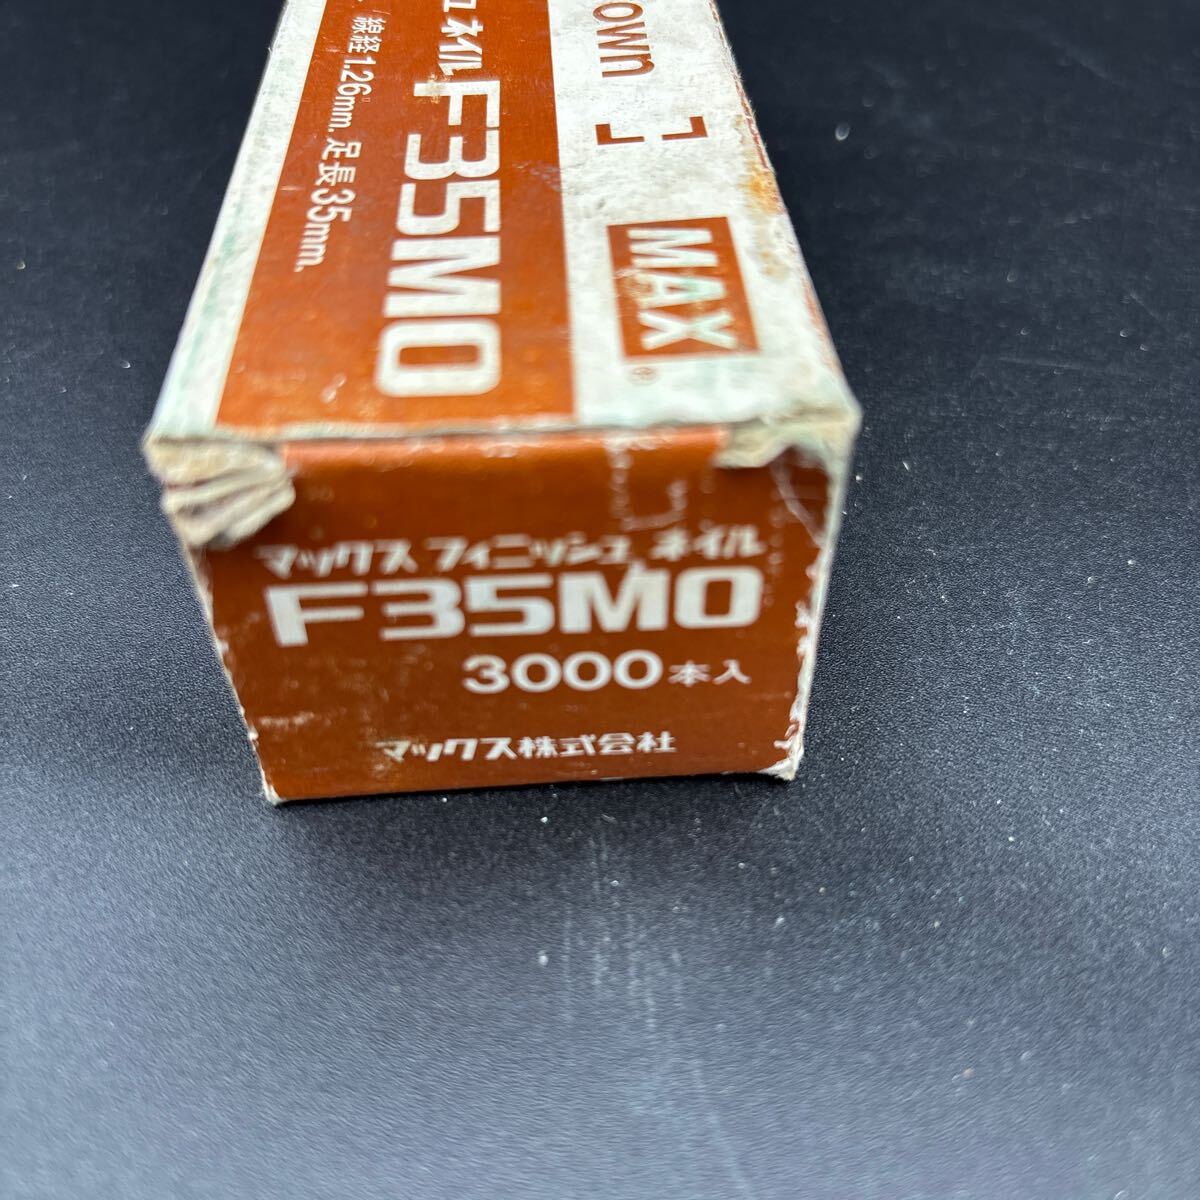 ネイル F35MO
線経1.26mm. 足長35mm.
MAX®
マックス フィニッシュ ネイル
F35MO
3000本入
マックス株式会社